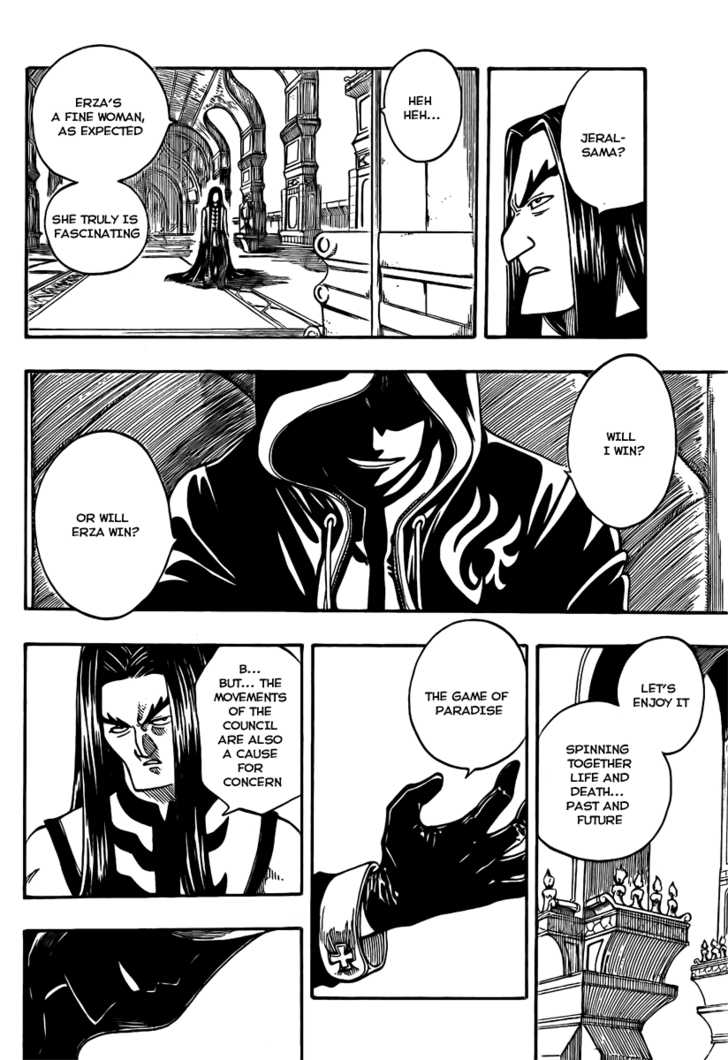 JERAL-
SAMA?
HEH
HEH...
ERZA'S
A FINE WOMAN,
AS EXPECTED
SHE TRULY IS
FASCINATING
WILL
I WIN?
OR WILL
ERZA WIN?
LET'S
ENJOY IT
SPINNING
TOGETHER
LIFE AND
DEATH...
PAST AND
FUTURE
THE GAME OF
PARADISE
B...
BUT... THE
MOVEMENTS
OF THE
COUNCIL
ARE ALSO
A CAUSE
FOR
CONCERN